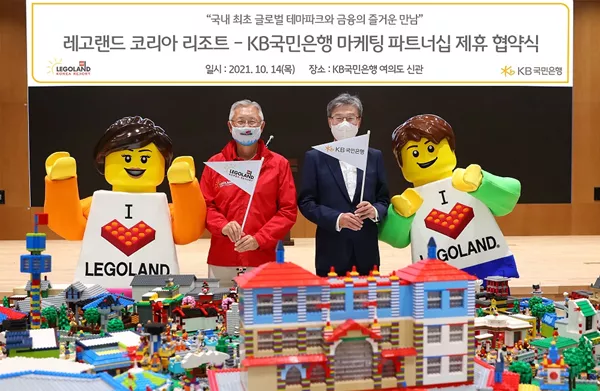 “국내 최초 글로벌 테마파크와 금융의 즐거운 만남”
레고랜드 코리아 리조트 – KB국민은행 마케팅 파트너십 제휴 협약식
LEGOLAND
KOREA RESORT
일시 : 2021. 10. 14(목) 장소 : KB국민은행 여의도 신관
KB국민은행
LEGOLAND
KB국민은행
I
LEGOLAND
I
LEGOLAND.